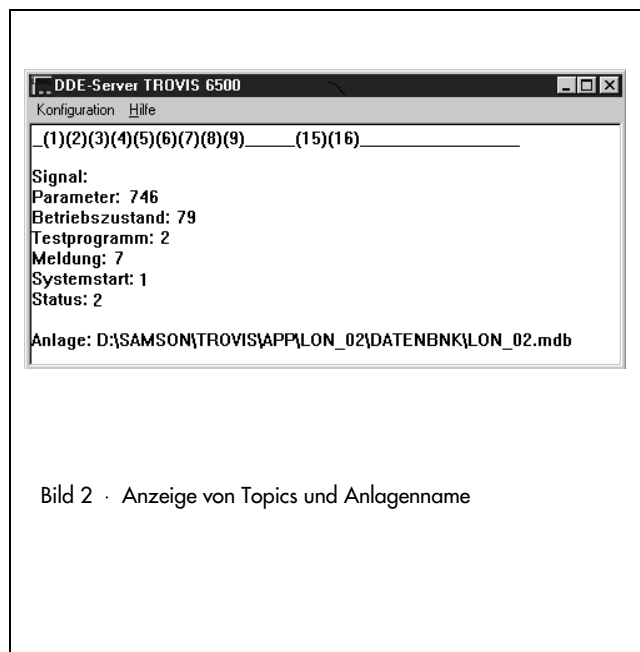 DDE-Server TROVIS 6500
Konfiguration Hilfe
_(1)(2)(3)(4)(5)(6)(7)(8)(9)_____(15)(16)________________
Signal:
Parameter: 746
Betriebszustand: 79
Testprogramm: 2
Meldung: 7
Systemstart: 1
Status: 2
Anlage: D:\SAMSON\TROVIS\APP\LON_02\DATENBNK\LON_02.mdb
Bild 2 · Anzeige von Topics und Anlagenname